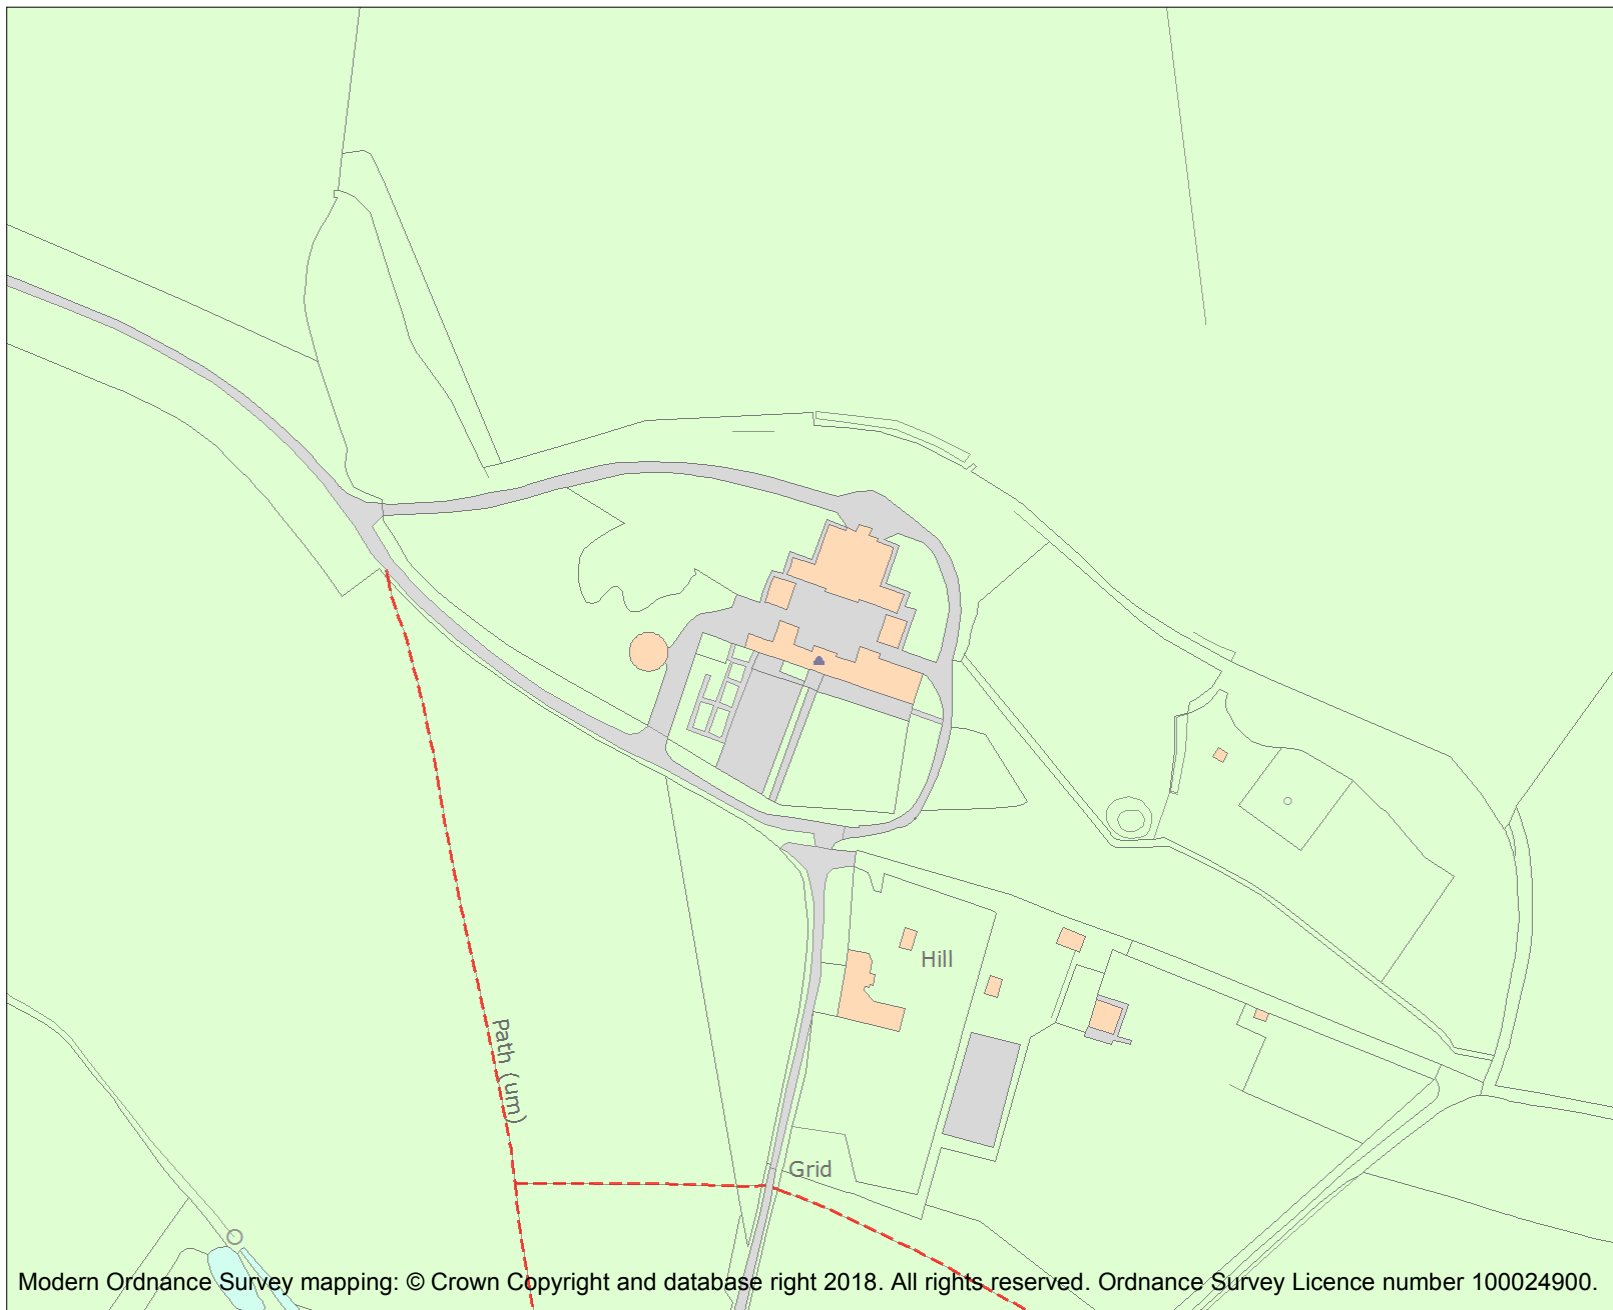 Hill
Path (um)
Grid
Modern Ordnance Survey mapping: © Crown Copyright and database right 2018. All rights reserved. Ordnance Survey Licence number 100024900.